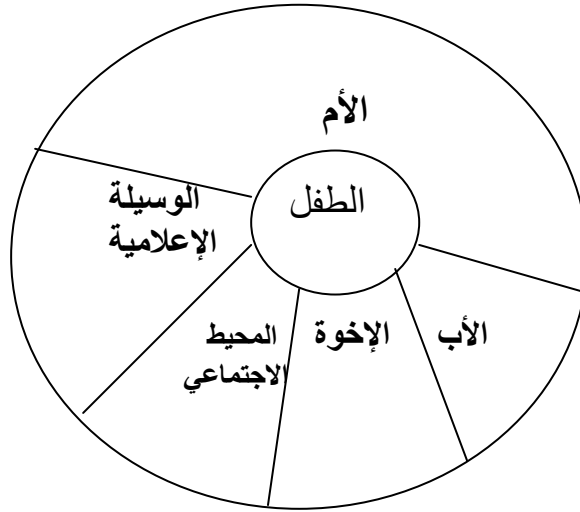 الأم
الطفل
الوسيلة
الإعلامية
الأب
الإخوة
المحيط
الاجتماعي